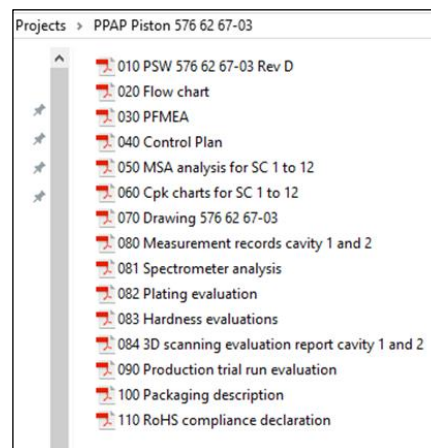 Projects > PPAP Piston 576 62 67-03
010 PSW 576 62 67-03 Rev D
020 Flow chart
030 PFMEA
040 Control Plan
050 MSA analysis for SC 1 to 12
060 Cpk charts for SC 1 to 12
070 Drawing 576 62 67-03
080 Measurement records cavity 1 and 2
081 Spectrometer analysis
082 Plating evaluation
083 Hardness evaluations
084 3D scanning evaluation report cavity 1 and 2
090 Production trial run evaluation
100 Packaging description
110 RoHS compliance declaration